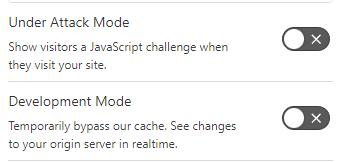 Under Attack Mode
Show visitors a JavaScript challenge when
they visit your site.
Development Mode
Temporarily bypass our cache. See changes
to your origin server in realtime.